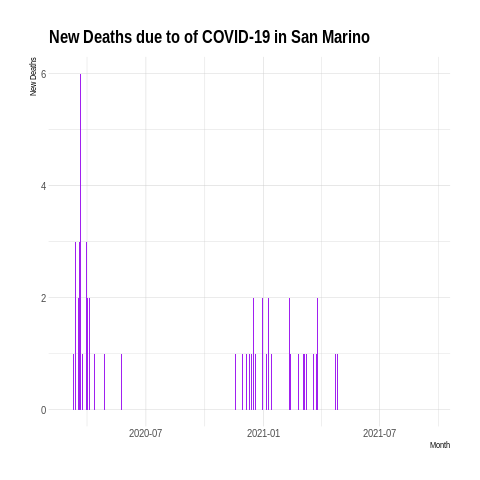 New Deaths due to of COVID-19 in San Marino
New Deaths
6
4
2
0
2020-07 2021-01 2021-07
Month